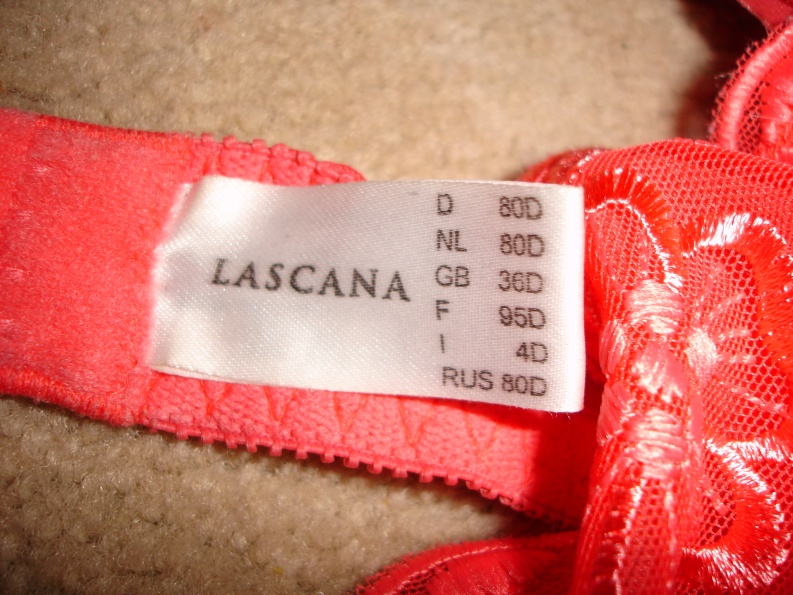 LASCANA
D 80D
NL 80D
GB 36D
F 95D
I 4D
RUS 80D